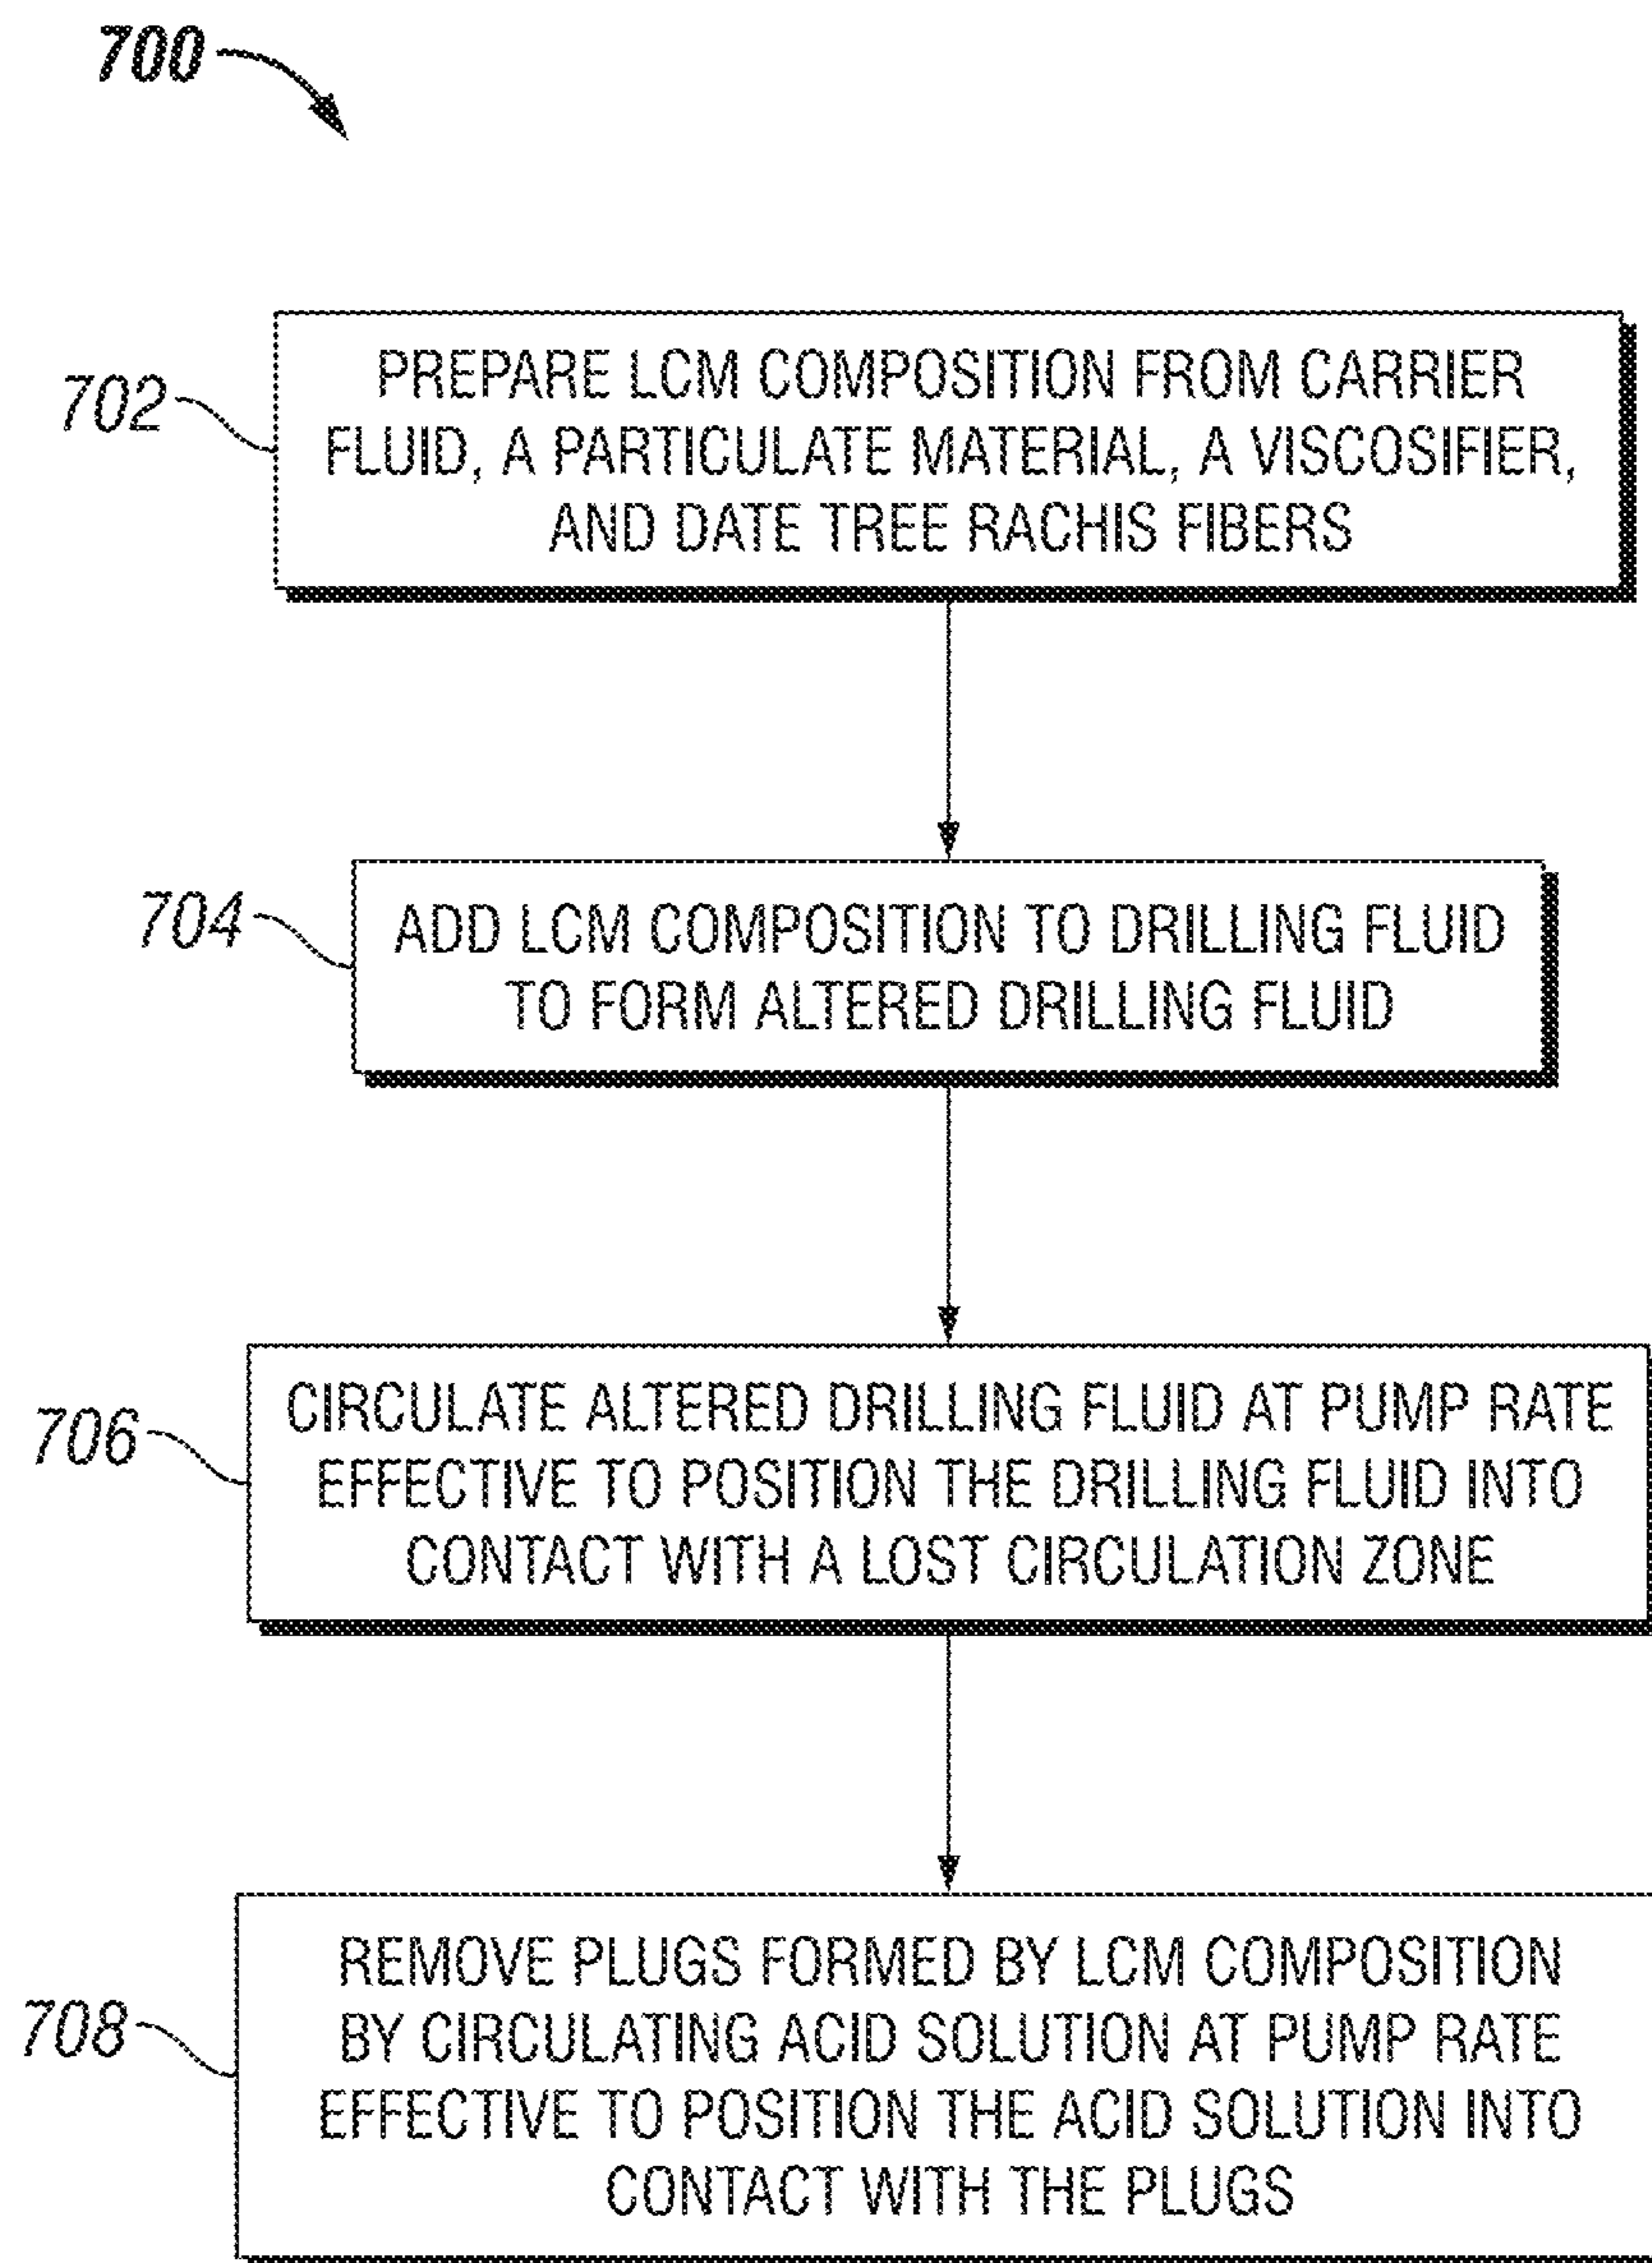 700
702
PREPARE LCM COMPOSITION FROM CARRIER
FLUID, A PARTICULATE MATERIAL, A VISCOSIFIER,
AND DATE TREE RACHIS FIBERS
704
ADD LCM COMPOSITION TO DRILLING FLUID
TO FORM ALTERED DRILLING FLUID
706
CIRCULATE ALTERED DRILLING FLUID AT PUMP RATE
EFFECTIVE TO POSITION THE DRILLING FLUID INTO
CONTACT WITH A LOST CIRCULATION ZONE
708
REMOVE PLUGS FORMED BY LCM COMPOSITION
BY CIRCULATING ACID SOLUTION AT PUMP RATE
EFFECTIVE TO POSITION THE ACID SOLUTION INTO
CONTACT WITH THE PLUGS